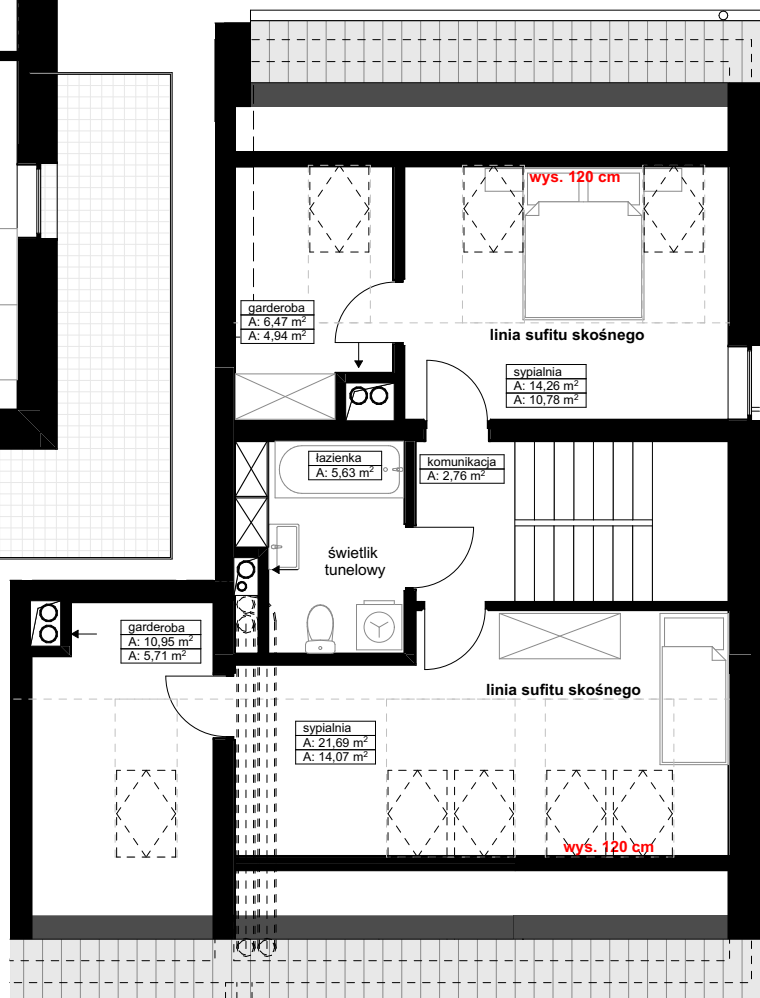 wys. 120 cm
garderoba
A: 6,47 m²
A: 4,94 m²
linia sufitu skośnego
sypialnia
A: 14,26 m²
A: 10,78 m²
łazienka
A: 5,63 m²
komunikacja
A: 2,76 m²
świetlik
tunelowy
garderoba
A: 10,95 m²
A: 5,71 m²
linia sufitu skośnego
sypialnia
A: 21,69 m²
A: 14,07 m²
wys. 120 cm